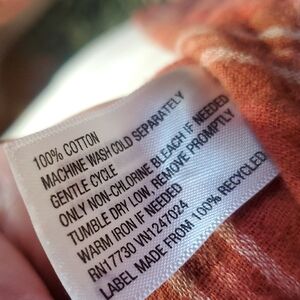 100% COTTON
MACHINE WASH COLD SEPARATELY
GENTLE CYCLE
ONLY NON-CHLORINE BLEACH IF NEEDED
TUMBLE DRY LOW, REMOVE PROMPTLY
WARM IRON IF NEEDED
RN17730 VN1247024
LABEL MADE FROM 100% RECYCLED